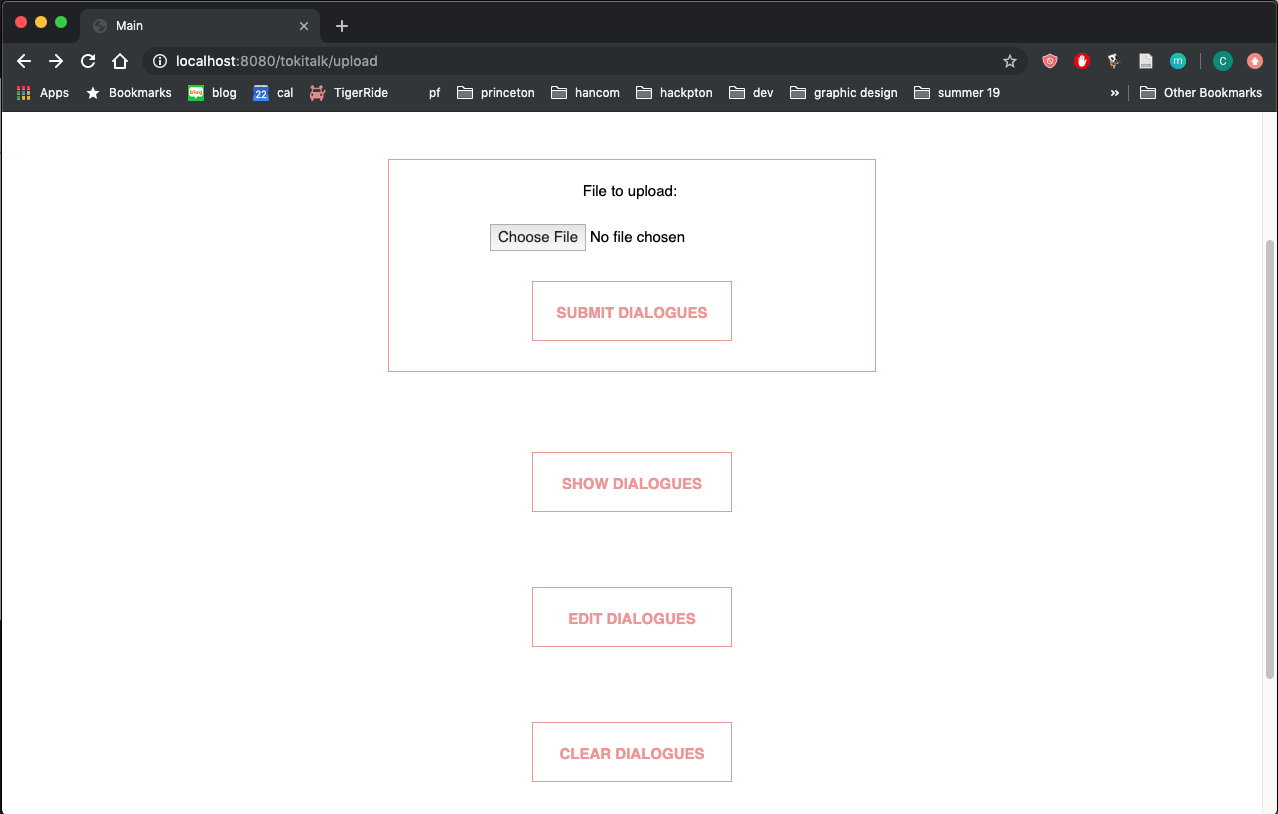 Main
localhost:8080/tokitalk/upload
m
C
Apps Bookmarks blog blog 22 cal TigerRide pf princeton hancom hackpton dev graphic design summer 19 » Other Bookmarks
File to upload:
Choose File No file chosen
SUBMIT DIALOGUES
SHOW DIALOGUES
EDIT DIALOGUES
CLEAR DIALOGUES